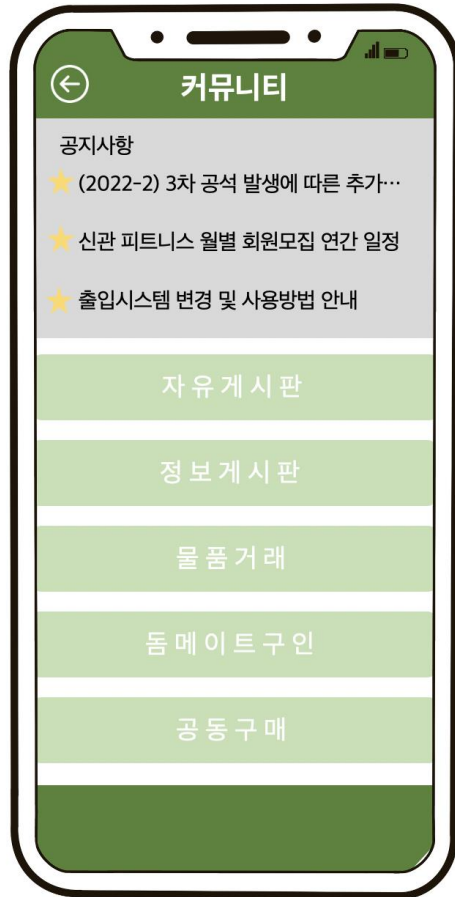 커뮤니티
공지사항
(2022-2) 3차 공석 발생에 따른 추가…
신관 피트니스 월별 회원모집 연간 일정
출입시스템 변경 및 사용방법 안내
자유게시판
정보게시판
물품거래
돔메이트구인
공동구매